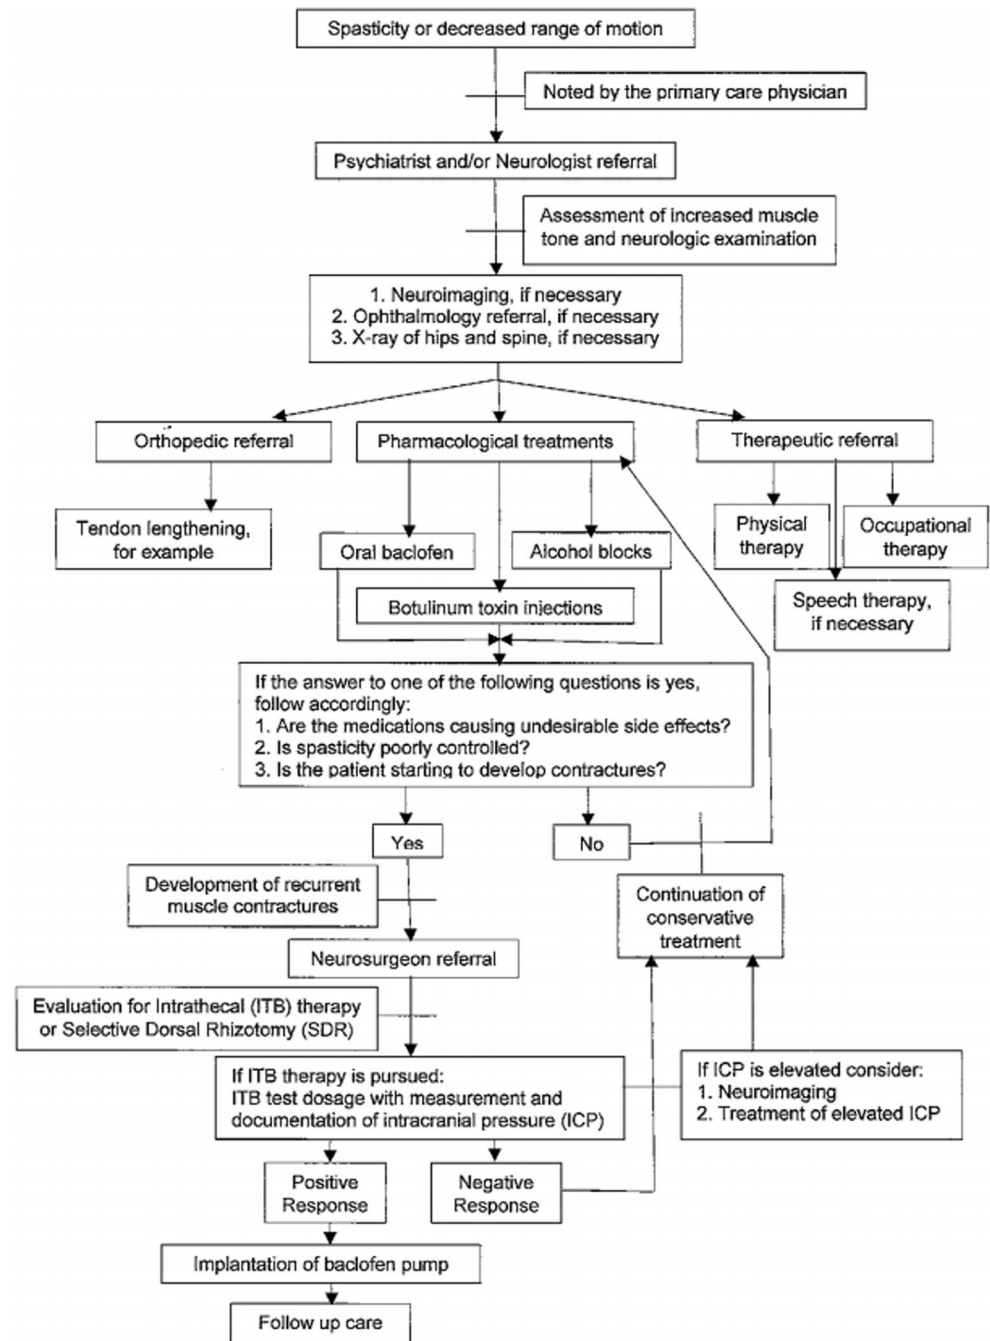 Spasticity or decreased range of motion
Noted by the primary care physician
Psychiatrist and/or Neurologist referral
Assessment of increased muscle
tone and neurologic examination
1. Neuroimaging, if necessary
2. Ophthalmology referral, if necessary
3. X-ray of hips and spine, if necessary
Orthopedic referral
Pharmacological treatments
Therapeutic referral
Tendon lengthening,
for example
Oral baclofen
Alcohol blocks
Physical
therapy
Occupational
therapy
Botulinum toxin injections
Speech therapy,
if necessary
If the answer to one of the following questions is yes,
follow accordingly:
1. Are the medications causing undesirable side effects?
2. Is spasticity poorly controlled?
3. Is the patient starting to develop contractures?
Yes
No
Development of recurrent
muscle contractures
Continuation of
conservative
treatment
Neurosurgeon referral
Evaluation for Intrathecal (ITB) therapy
or Selective Dorsal Rhizotomy (SDR)
If ITB therapy is pursued:
ITB test dosage with measurement and
documentation of intracranial pressure (ICP)
If ICP is elevated consider:
1. Neuroimaging
2. Treatment of elevated ICP
Positive
Response
Negative
Response
Implantation of baclofen pump
Follow up care